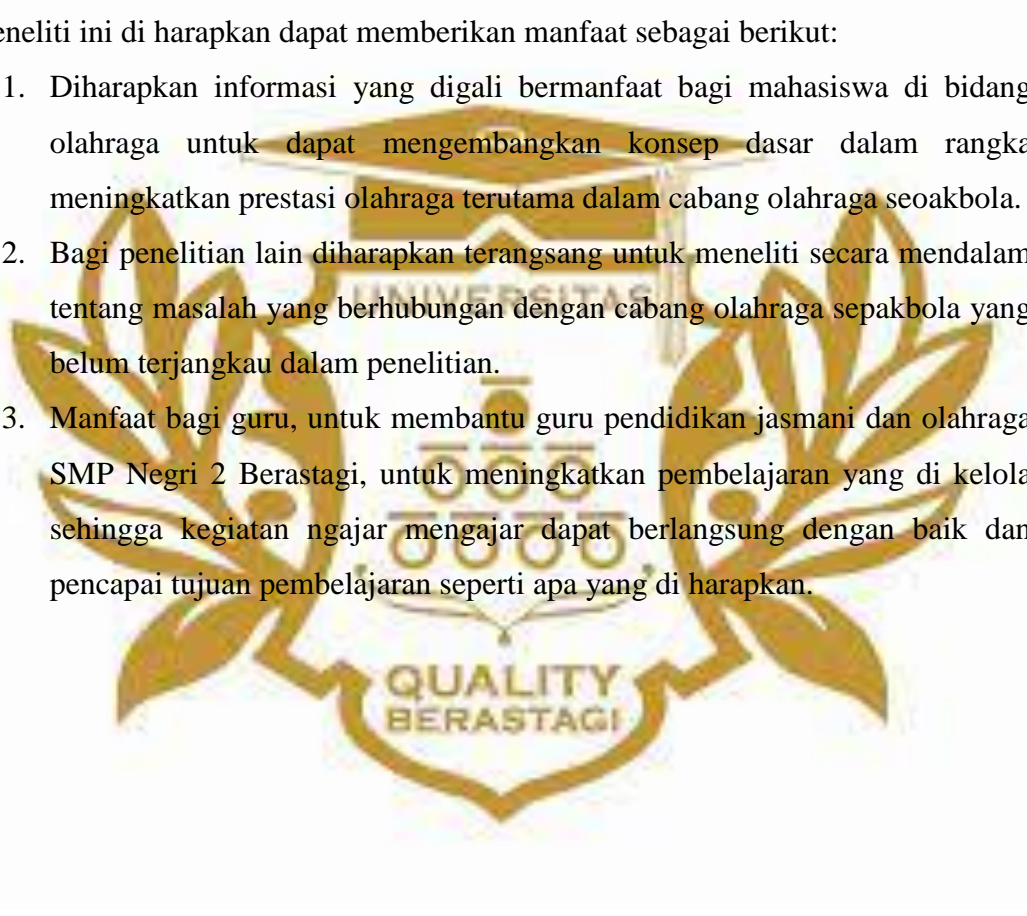 eneliti ini di harapkan dapat memberikan manfaat sebagai berikut:
1. Diharapkan informasi yang digali bermanfaat bagi mahasiswa di bidang
olahraga untuk dapat mengembangkan konsep dasar dalam rangka
meningkatkan prestasi olahraga terutama dalam cabang olahraga seoakbola.
2. Bagi penelitian lain diharapkan terangsang untuk meneliti secara mendalam
UNIVERSITAS
tentang masalah yang berhubungan dengan cabang olahraga sepakbola yang
belum terjangkau dalam penelitian.
3. Manfaat bagi guru, untuk membantu guru pendidikan jasmani dan olahraga
SMP Negri 2 Berastagi, untuk meningkatkan pembelajaran yang di kelola
sehingga kegiatan ngajar mengajar dapat berlangsung dengan baik dan
pencapai tujuan pembelajaran seperti apa yang di harapkan.
QUALITY
BERASTAGI